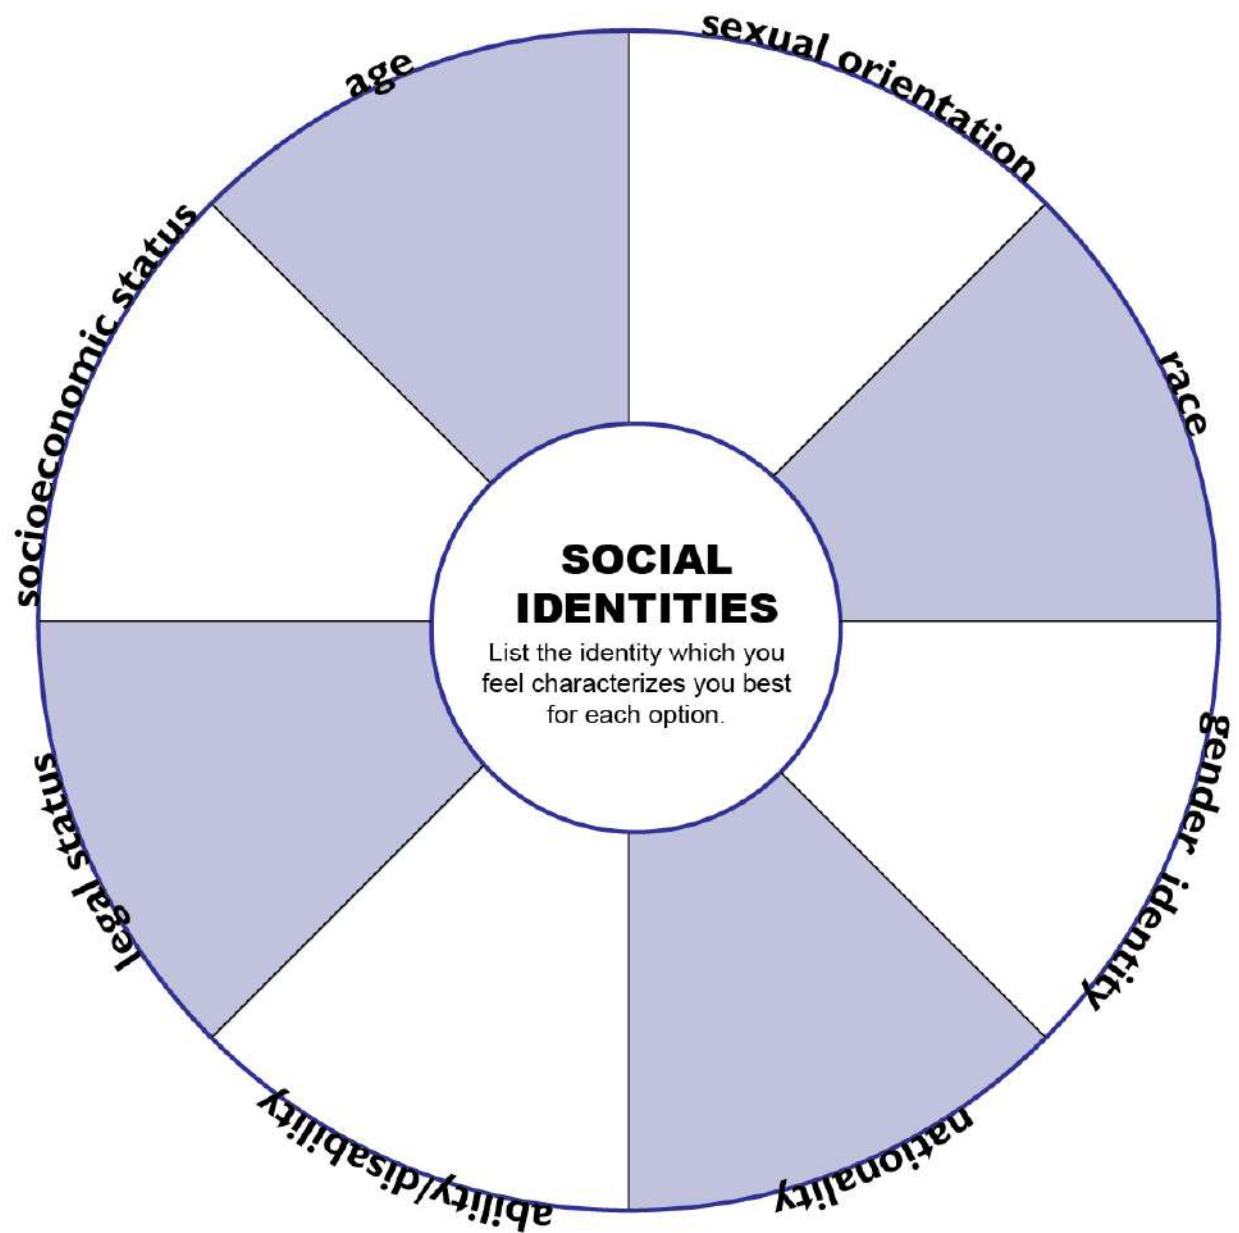 sexual orientation
race
gender identity
nationality
ability/disability
legal status
socioeconomic status
age
SOCIAL
IDENTITIES
List the identity which you
feel characterizes you best
for each option.